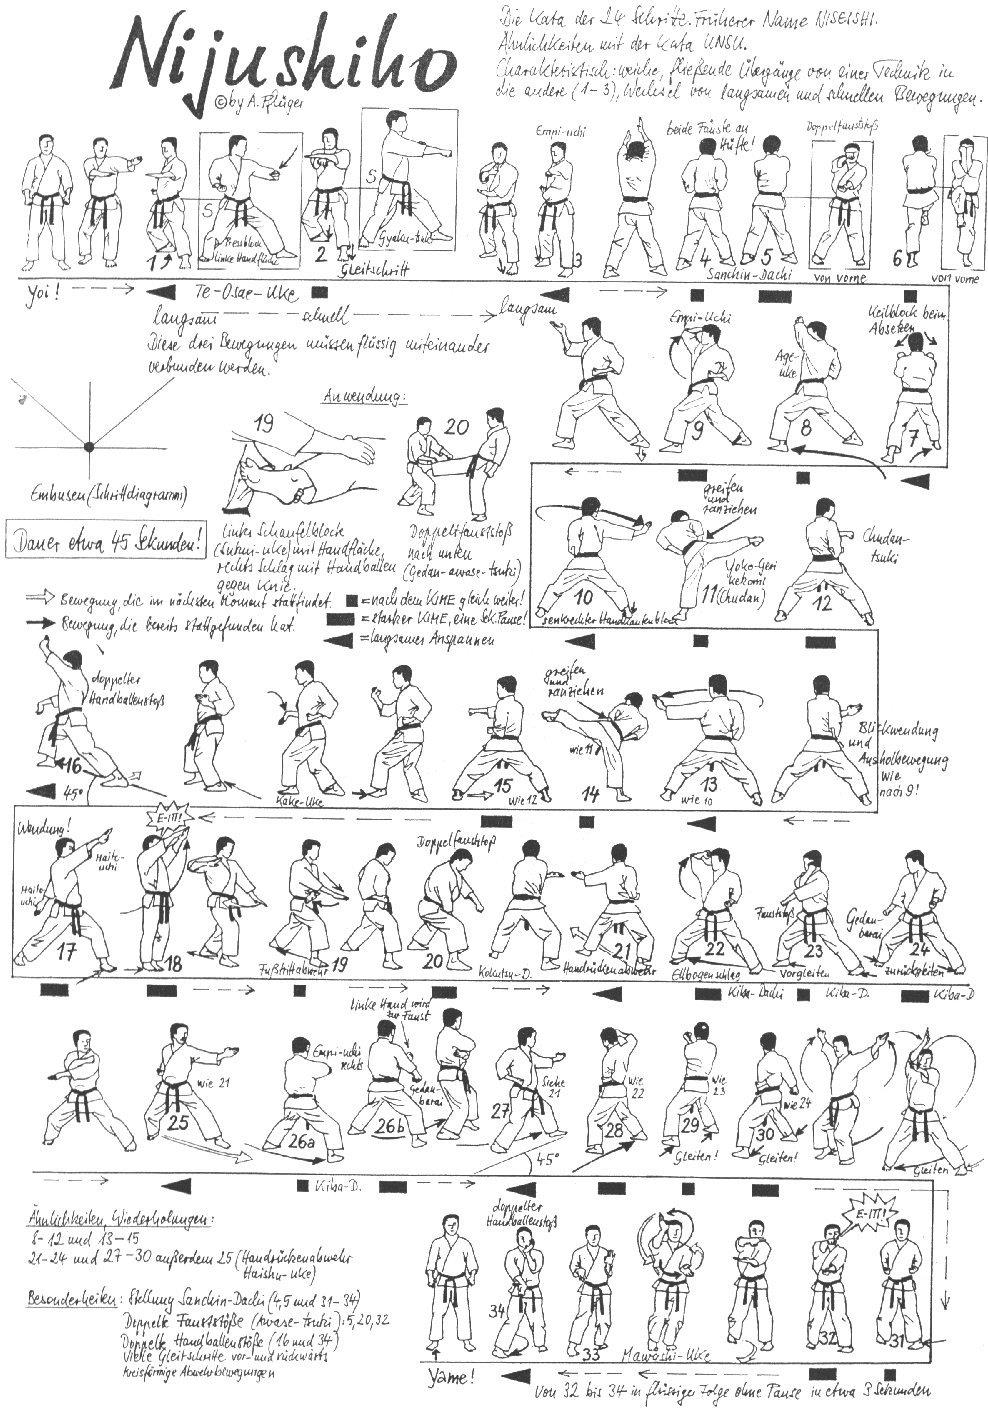 Nijushiho
© by A. Pflüger
Die Kata der 24 Schritte. Früherer Name NISEISHI.
Ähnlichkeiten mit der Kata UNSU.
Charakteristisch: weiche, fließende Übergänge von einer Technik in
die andere (1-3), Wechsel von langsamen und schnellen Bewegungen.
Empi-uchi
beide Fäuste an
Hüfte!
Doppelfauststoß
S
S
linke Handfläche
Gyaku-tsuki
1
2
3
4
5
6
Gleitschritt
Sanchin-Dachi
von vorne
von vorne
Yoi!
Te-Osae-Uke
langsam
schnell
langsam
Diese drei Bewegungen müssen flüssig miteinander
verbunden werden.
Empi-Uchi
Age-
uke
Keilblock beim
Absetzen
9
8
7
Anwendung:
19
20
Embusen (Schrittdiagramm)
Dauer etwa 45 Sekunden!
linker Schaufelblock
mit Handfläche,
rechts Schlag mit Handballen
gegen Knie.
Doppelfauststoß
nach unten
(Gedan-awase-tsuki)
greifen
und
ranziehen
Yoko-Geri
kekomi
(Chudan)
Chudan-
tsuki
10
11
12
senkrechter Handkantenblock
Bewegung, die im nächsten Moment stattfindet.
Bewegung, die bereits stattgefunden hat.
= nach dem KIME gleich weiter!
= starker KIME, eine Sek. Pause!
= langsames Anspannen
doppelter
Handballenstoß
greifen
und
ranziehen
16
45°
Kake-Uke
15
wie 12
wie 11
14
13
wie 10
Blickwendung
und
Ausholbewegung
wie
nach 9!
Wendung!
E-ITI!
Haito-
uchi
Haito-
uchi
Doppelfauststoß
17
18
Fußtrittabwehr
19
20
Kokutsu-D.
21
Handrückenabwehr
22
Ellbogenschlag
Fauststoß
23
Vorgleiten
Gedan-
barai
24
Zurückgleiten
Kiba-Dachi
Kiba-D.
Kiba-D
Linke Hand wird
zur Faust
wie 21
25
Empi-uchi
rechts
26a
26b
Gedan-
barai
27
Siehe
21
45°
wie
22
28
wie
23
29
Gleiten!
wie 24
30
Gleiten!
Gleiten
Kiba-D.
Ähnlichkeiten, Wiederholungen:
8-12 und 13-15
21-24 und 27-30 außerdem 25 (Handrückenabwehr
Haishu-uke)
Besonderheiten: Stellung Sanchin-Dachi (4,5 und 31-34)
Doppelte Fauststöße (Awase-tsuki): 5, 20, 32
Doppelte Handballenstöße (16 und 34)
Viele Gleitschritte vor- und rückwärts
Kreisförmige Abwehrbewegungen
doppelter
Handballenstoß
E-ITI!
34
33
Mawashi-Uke
32
31
Yame!
Von 32 bis 34 in flüssiger Folge ohne Pause in etwa 3 Sekunden